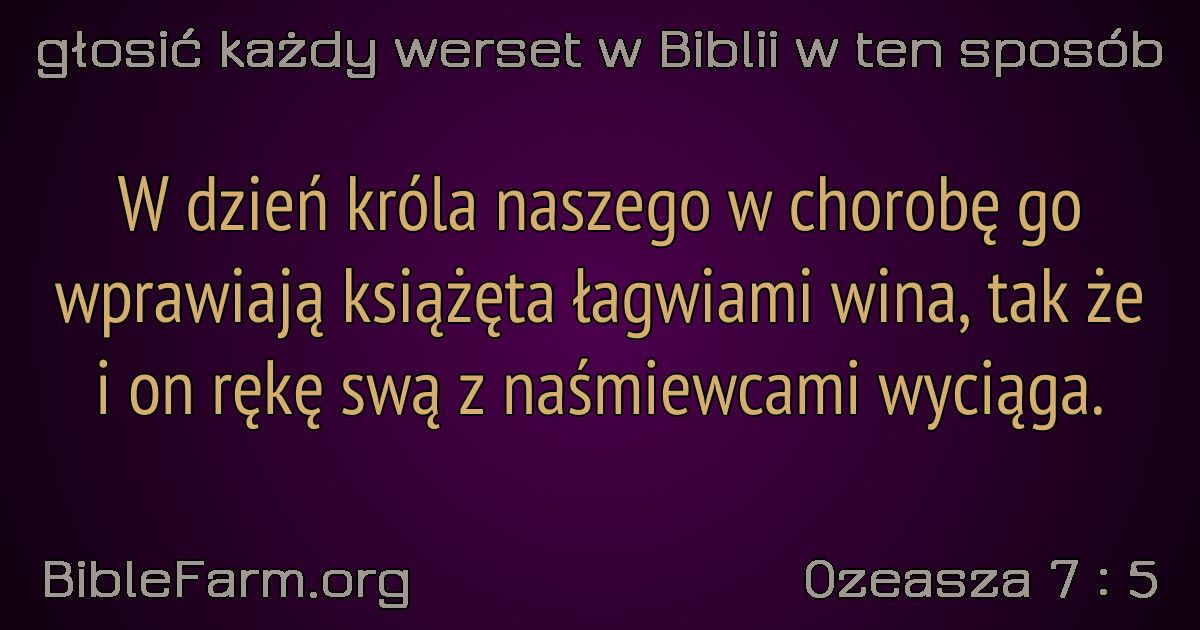 głosić każdy werset w Biblii w ten sposób
W dzień króla naszego w chorobę go
wprawiają książęta łagwiami wina, tak że
i on rękę swą z naśmiewcami wyciąga.
BibleFarm.org
Ozeasza 7 : 5